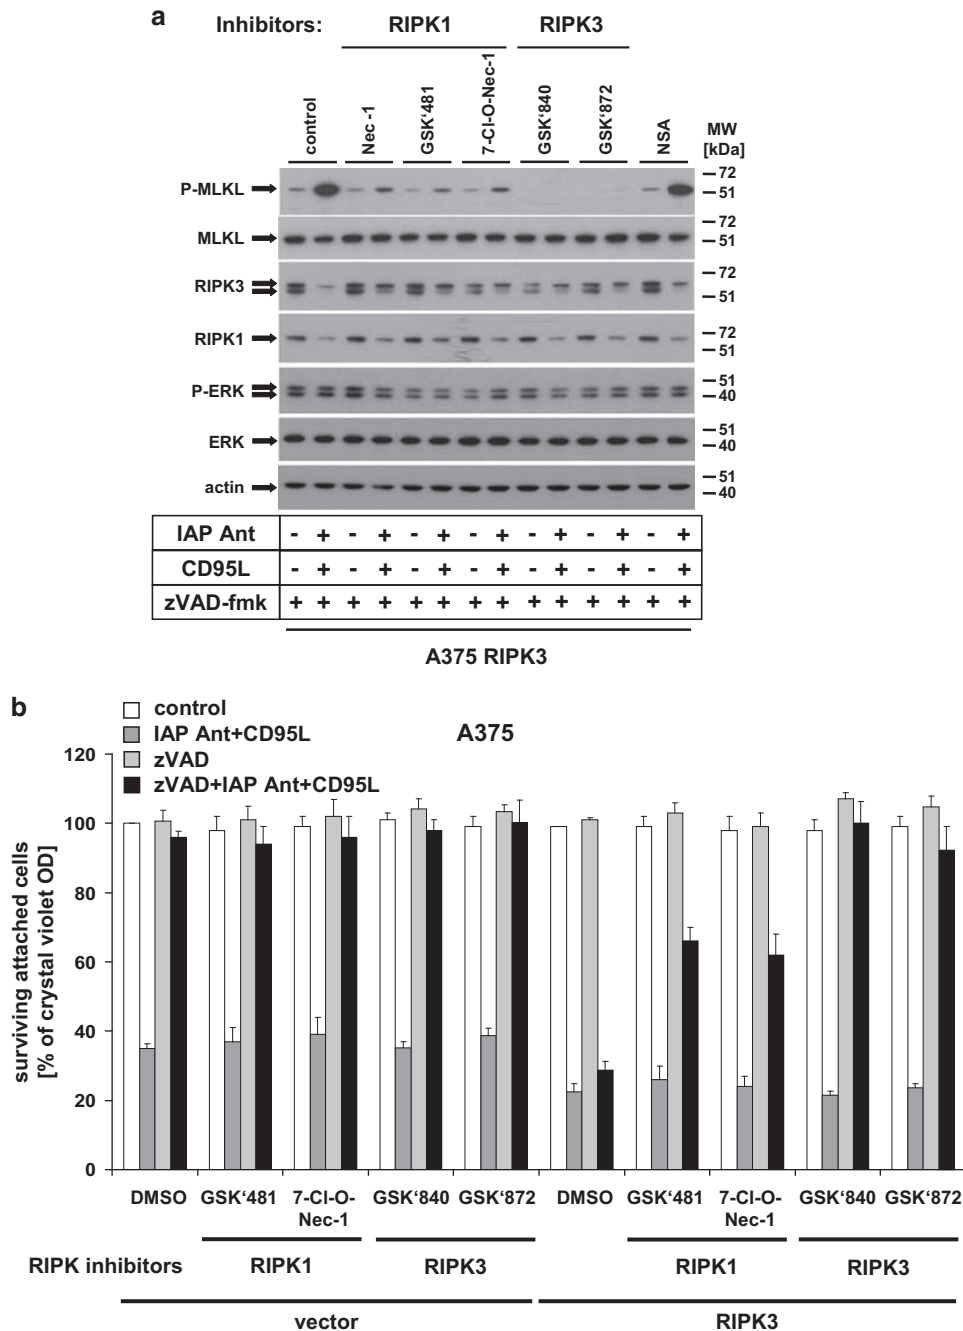 a
Inhibitors: RIPK1 RIPK3
control Nec -1 GSK‘481 7-Cl-O-Nec-1 GSK‘840 GSK‘872 NSA
MW
[kDa]
P-MLKL 72
51
MLKL 72
51
RIPK3 72
51
RIPK1 72
51
P-ERK 51
40
ERK 51
40
actin 51
40
IAP Ant - + - + - + - + - + - + - +
CD95L - + - + - + - + - + - + - +
zVAD-fmk + + + + + + + + + + + + + +
A375 RIPK3
b
control
IAP Ant+CD95L
zVAD
zVAD+IAP Ant+CD95L
A375
surviving attached cells
[% of crystal violet OD]
120
100
80
60
40
20
0
DMSO GSK‘481 7-Cl-O-Nec-1 GSK‘840 GSK‘872 DMSO GSK‘481 7-Cl-O-Nec-1 GSK‘840 GSK‘872
RIPK inhibitors RIPK1 RIPK3 RIPK1 RIPK3
vector RIPK3